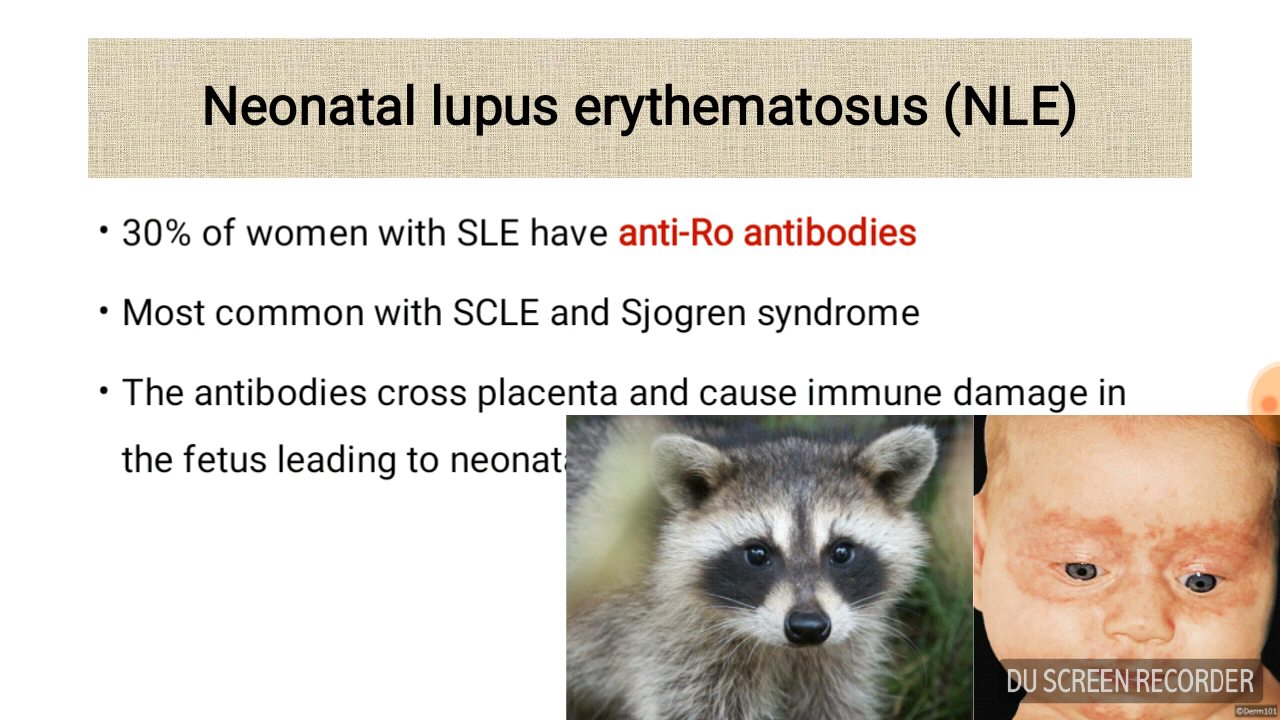 Neonatal lupus erythematosus (NLE)
• 30% of women with SLE have anti-Ro antibodies
• Most common with SCLE and Sjogren syndrome
• The antibodies cross placenta and cause immune damage in
the fetus leading to
DU SCREEN RECORDER
©Derm101